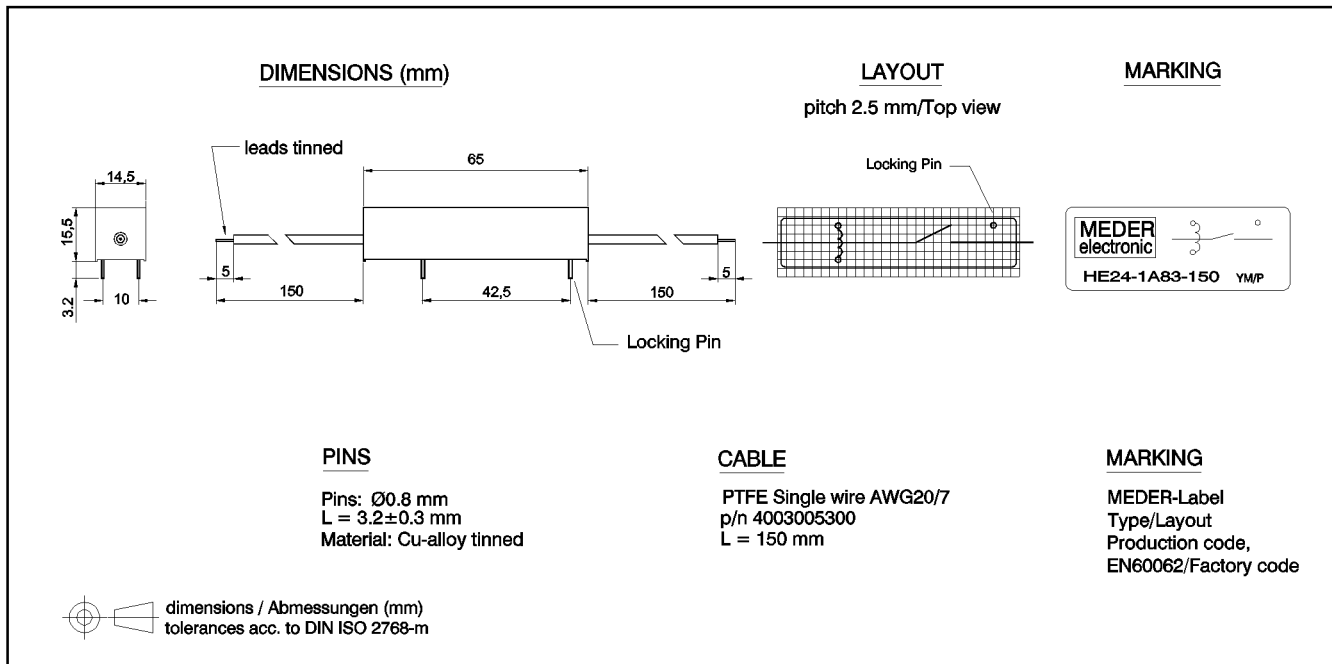 DIMENSIONS (mm)
LAYOUT
MARKING
pitch 2.5 mm/Top view
leads tinned
65
Locking Pin
14,5
15,5
3.2
10
5
150
42,5
150
5
Locking Pin
MEDER
electronic
HE24-1A83-150 YM/P
PINS
Pins: Ø0.8 mm
L = 3.2±0.3 mm
Material: Cu-alloy tinned
CABLE
PTFE Single wire AWG20/7
p/n 4003005300
L = 150 mm
MARKING
MEDER-Label
Type/Layout
Production code,
EN60062/Factory code
dimensions / Abmessungen (mm)
tolerances acc. to DIN ISO 2768-m